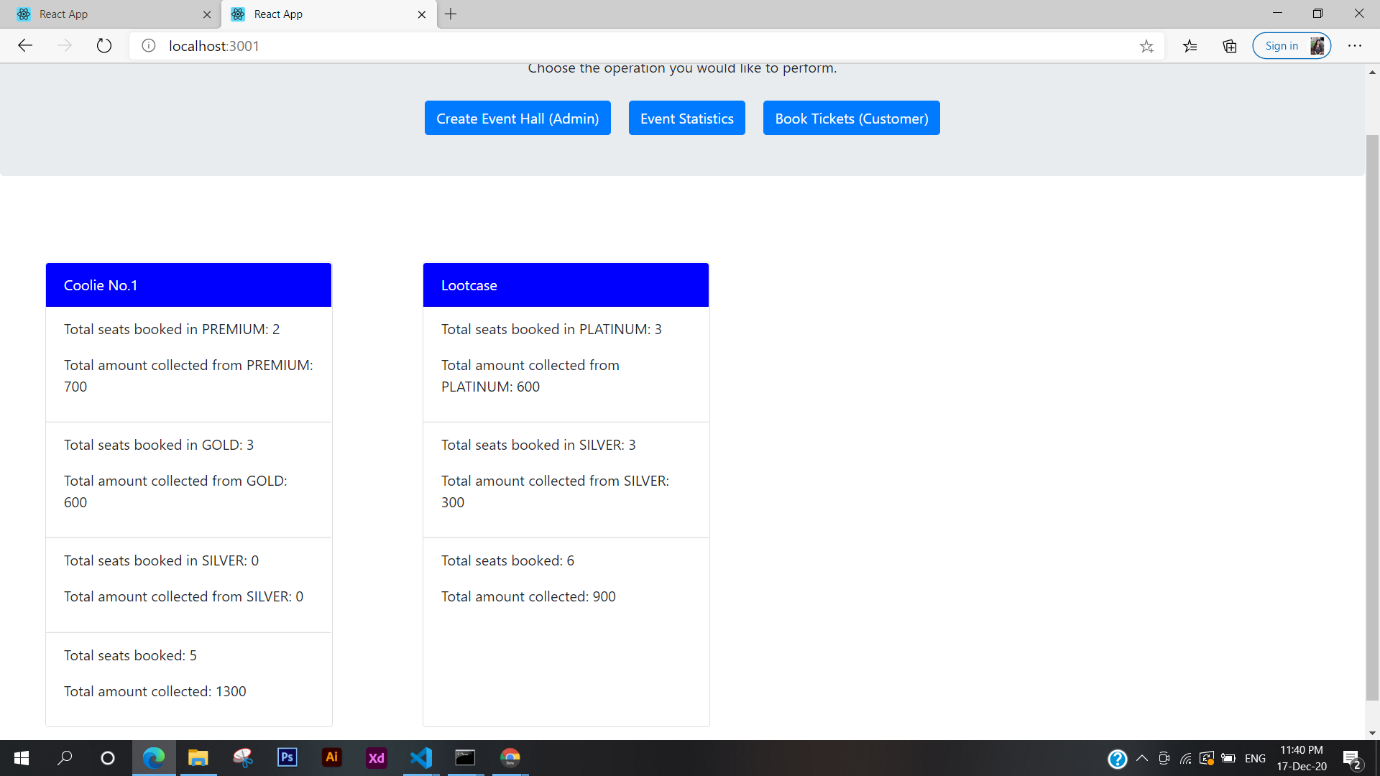 React App
React App
localhost:3001
Sign in
Choose the operation you would like to perform.
Create Event Hall (Admin)
Event Statistics
Book Tickets (Customer)
Coolie No.1
Total seats booked in PREMIUM: 2
Total amount collected from PREMIUM:
700
Total seats booked in GOLD: 3
Total amount collected from GOLD:
600
Total seats booked in SILVER: 0
Total amount collected from SILVER: 0
Total seats booked: 5
Total amount collected: 1300
Lootcase
Total seats booked in PLATINUM: 3
Total amount collected from
PLATINUM: 600
Total seats booked in SILVER: 3
Total amount collected from SILVER:
300
Total seats booked: 6
Total amount collected: 900
Ps
Ai
Xd
ENG
11:40 PM
17-Dec-20
2